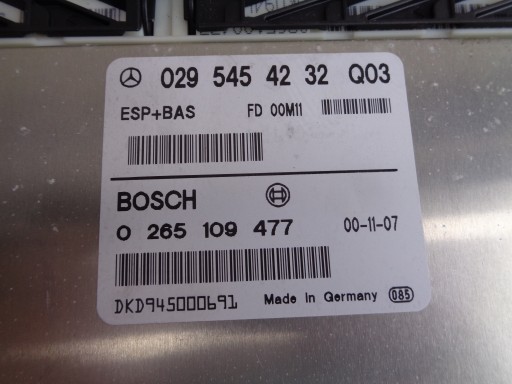 029 545 42 32 Q03
ESP+BAS FD 00M11
BOSCH
0 265 109 477 00-11-07
DKD945000691 Made In Germany 085